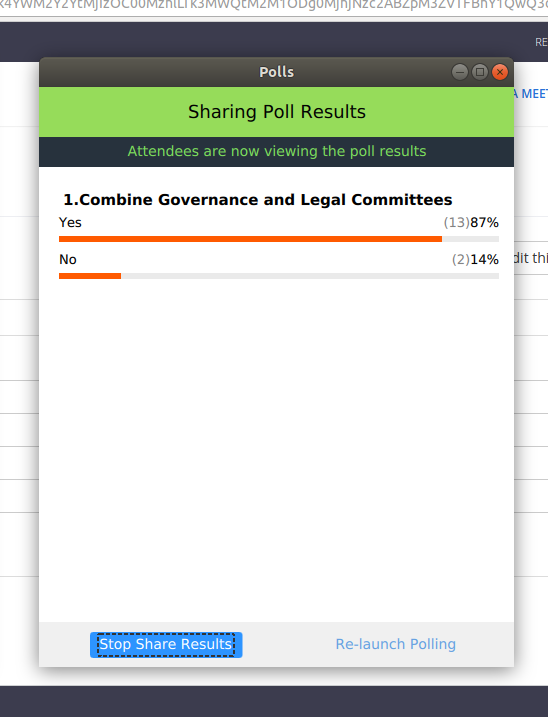 RE
Polls
A MEET
Sharing Poll Results
Attendees are now viewing the poll results
1.Combine Governance and Legal Committees
Yes (13)87%
No (2)14%
dit thi
Stop Share Results Re-launch Polling